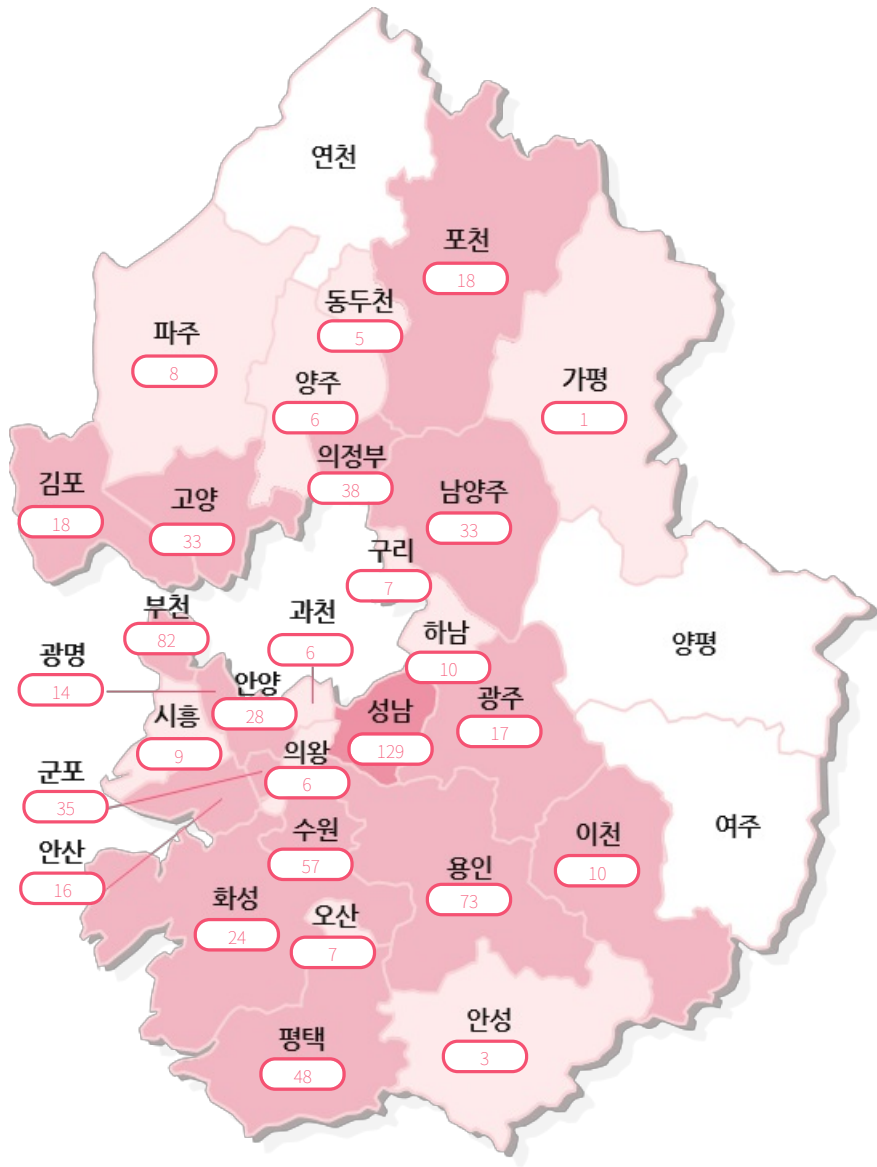 연천
포천
18
동두천
5
파주
8
양주
6
가평
1
의정부
38
김포
18
고양
33
남양주
33
구리
7
부천
82
과천
6
하남
10
광명
14
안양
28
성남
129
광주
17
양평
시흥
9
의왕
6
군포
35
수원
57
이천
10
여주
안산
16
용인
73
화성
24
오산
7
안성
3
평택
48